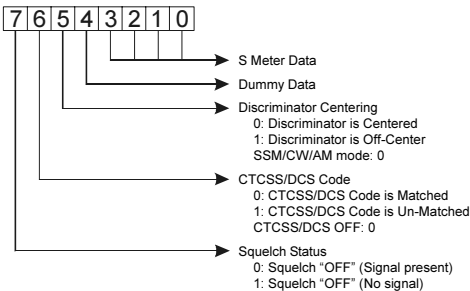 7 6 5 4 3 2 1 0
S Meter Data
Dummy Data
Discriminator Centering
0: Discriminator is Centered
1: Discriminator is Off-Center
SSM/CW/AM mode: 0
CTCSS/DCS Code
0: CTCSS/DCS Code is Matched
1: CTCSS/DCS Code is Un-Matched
CTCSS/DCS OFF: 0
Squelch Status
0: Squelch “OFF” (Signal present)
1: Squelch “OFF” (No signal)